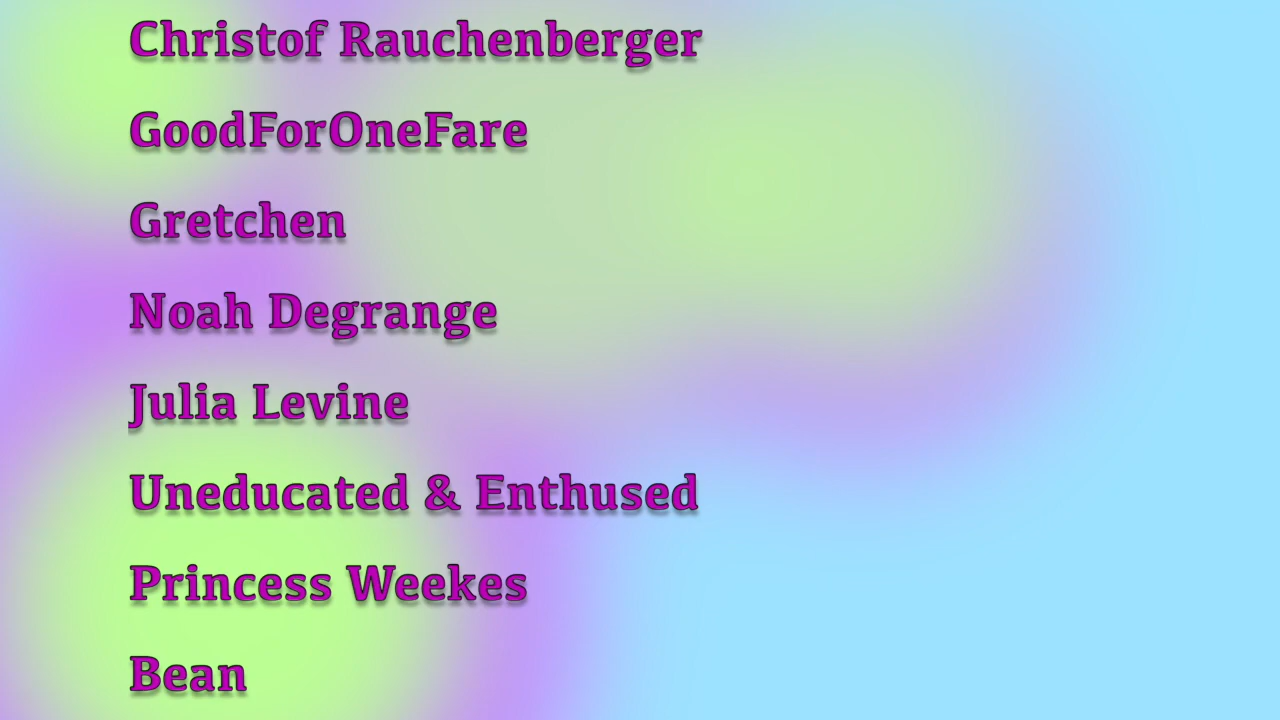 Christof Rauchenberger
GoodForOneFare
Gretchen
Noah Degrange
Julia Levine
Uneducated & Enthused
Princess Weekes
Bean